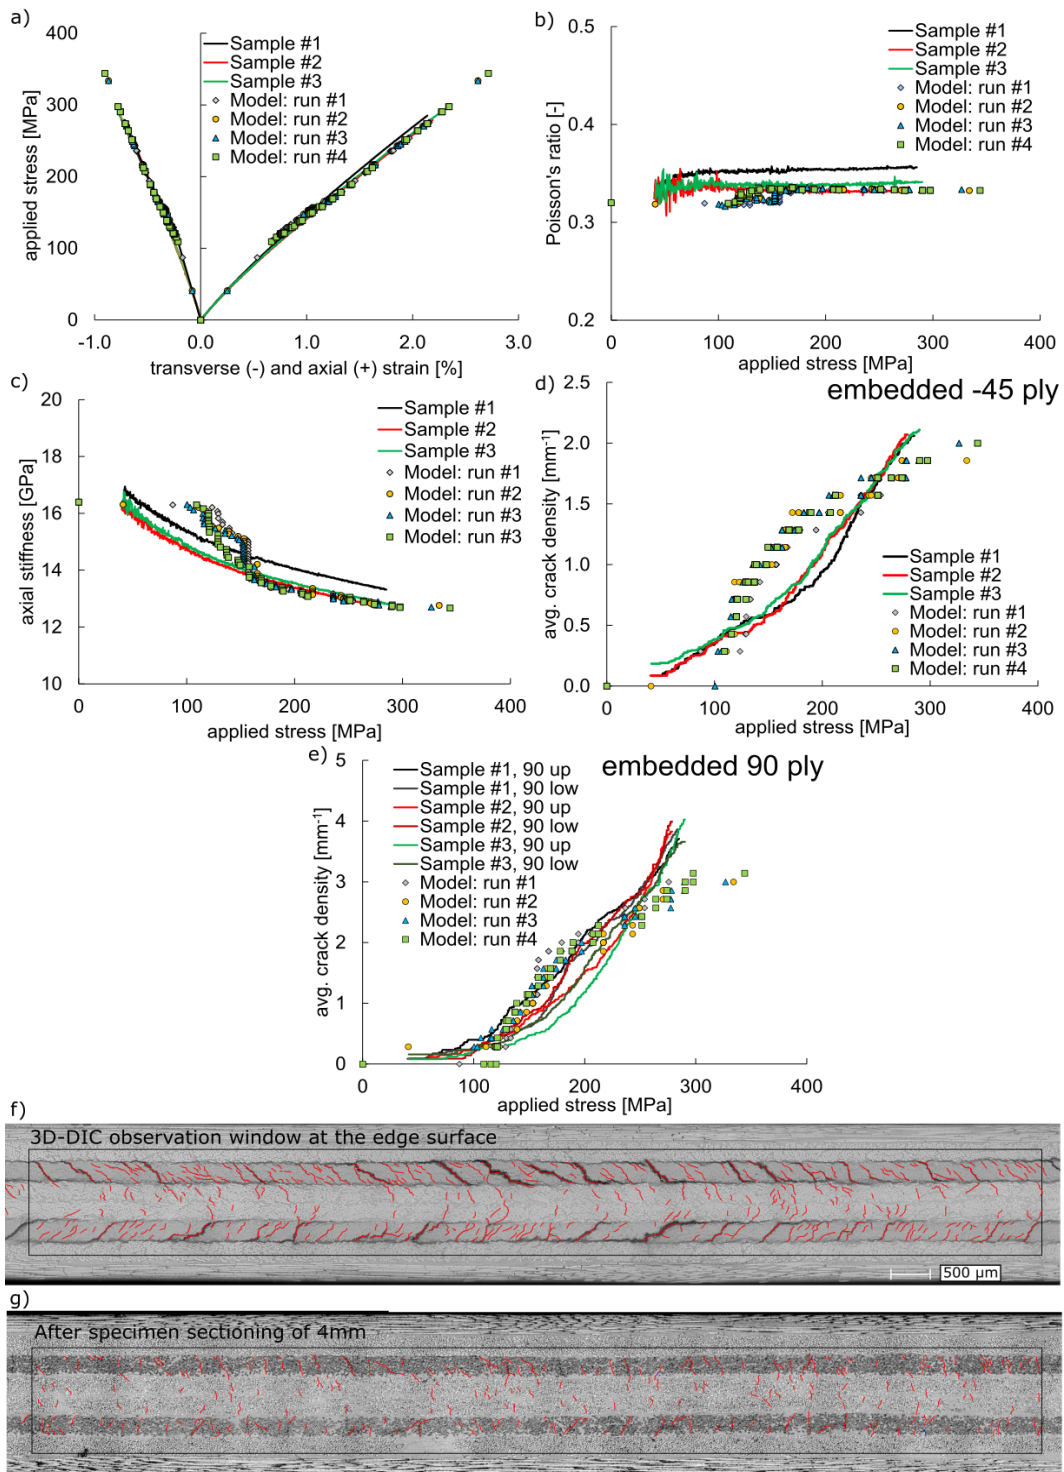 a)
400
300
200
100
0
applied stress [MPa]
Sample #1
Sample #2
Sample #3
Model: run #1
Model: run #2
Model: run #3
Model: run #4
-1.0
0.0
1.0
2.0
3.0
transverse (-) and axial (+) strain [%]
b)
0.5
0.4
0.3
0.2
Poisson's ratio [-]
Sample #1
Sample #2
Sample #3
Model: run #1
Model: run #2
Model: run #3
Model: run #4
0
100
200
300
400
applied stress [MPa]
c)
20
18
16
14
12
10
axial stiffness [GPa]
Sample #1
Sample #2
Sample #3
Model: run #1
Model: run #2
Model: run #3
Model: run #3
0
100
200
300
400
applied stress [MPa]
d)
embedded -45 ply
2.5
2.0
1.5
1.0
0.5
0.0
avg. crack density [mm⁻¹]
Sample #1
Sample #2
Sample #3
Model: run #1
Model: run #2
Model: run #3
Model: run #4
0
100
200
300
400
applied stress [MPa]
e)
embedded 90 ply
5
4
3
2
1
0
avg. crack density [mm⁻¹]
Sample #1, 90 up
Sample #1, 90 low
Sample #2, 90 up
Sample #2, 90 low
Sample #3, 90 up
Sample #3, 90 low
Model: run #1
Model: run #2
Model: run #3
Model: run #4
0
100
200
300
400
applied stress [MPa]
f)
3D-DIC observation window at the edge surface
500 µm
g)
After specimen sectioning of 4mm